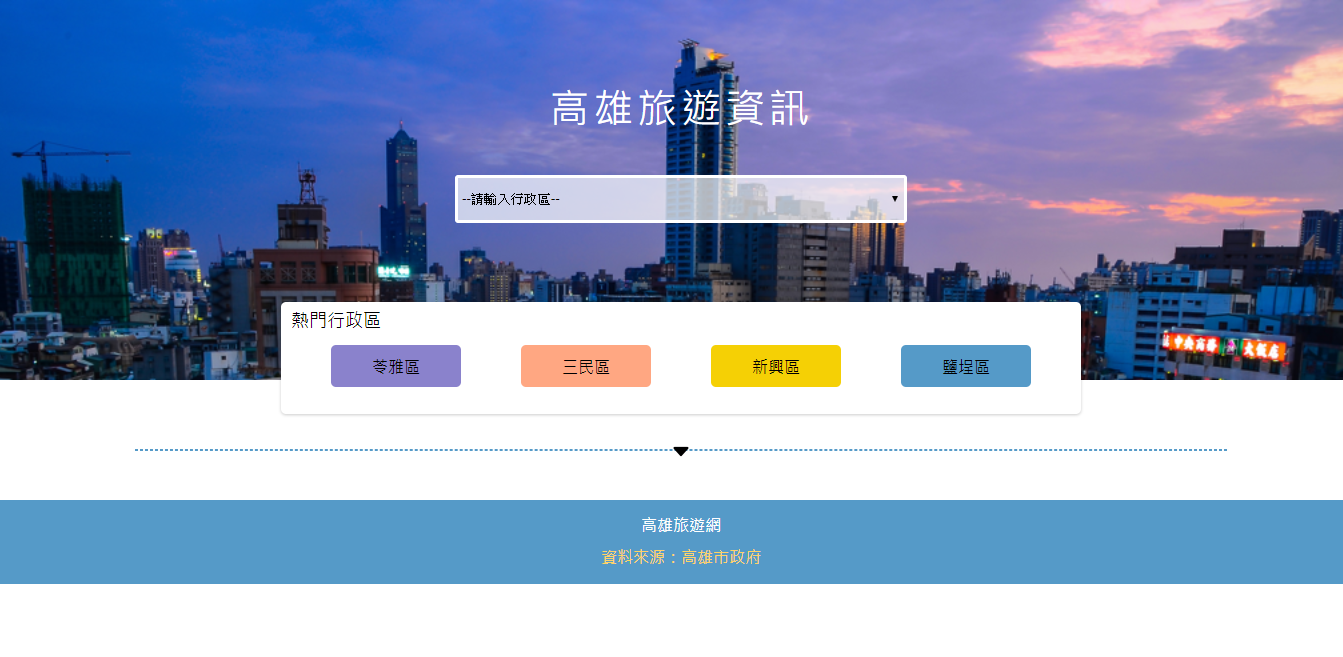 高雄旅遊資訊
--請輸入行政區--
熱門行政區
苓雅區
三民區
新興區
鹽埕區
高雄旅遊網
資料來源：高雄市政府